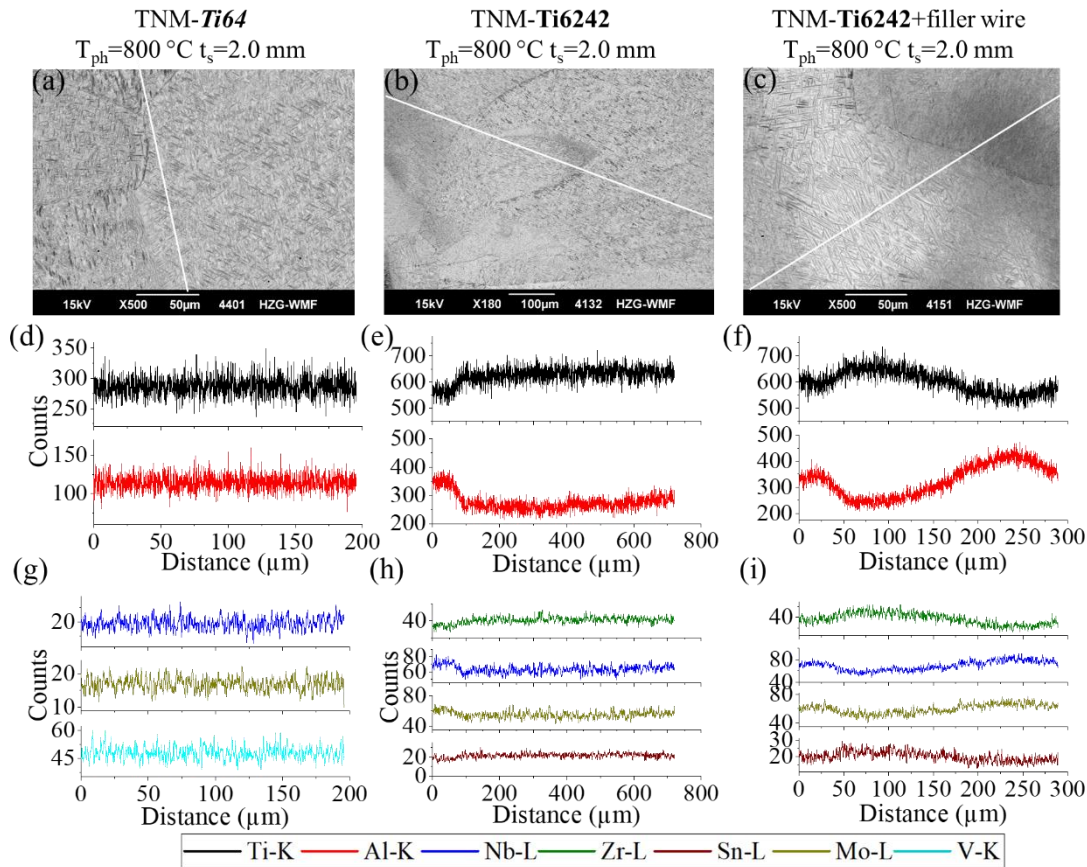 TNM-Ti64 TNM-Ti6242 TNM-Ti6242+filler wire
Tph=800 °C ts=2.0 mm Tph=800 °C ts=2.0 mm Tph=800 °C ts=2.0 mm
(a) (b) (c)
15kV X500 50µm 4401 HZG-WMF 15kV X180 100µm 4132 HZG-WMF 15kV X500 50µm 4151 HZG-WMF
(d) (e) (f)
350
300
250
150
100
0 50 100 150 200
Distance (µm)
Counts
700
600
500
500
400
300
200
0 200 400 600 800
Distance (µm)
700
600
500
500
400
300
200
0 50 100 150 200 250 300
Distance (µm)
(g) (h) (i)
20
20
10
60
45
0 50 100 150 200
Distance (µm)
Counts
40
80
60
80
40
20
0
0 200 400 600 800
Distance (µm)
40
80
40
80
40
30
20
0 50 100 150 200 250 300
Distance (µm)
Ti-K Al-K Nb-L Zr-L Sn-L Mo-L V-K